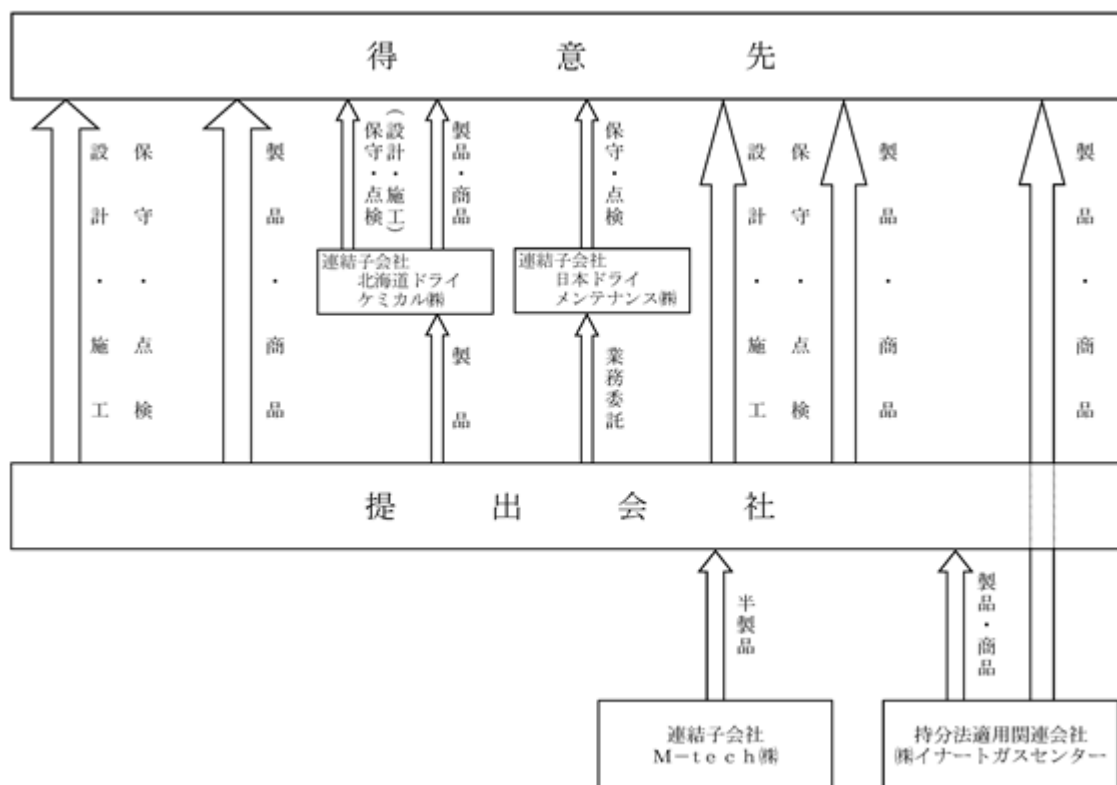 得意先
設計・施工
保守・点検
製品・商品
(設計・施工)
保守・点検
製品・商品
保守・点検
設計・施工
保守・点検
製品・商品
製品・商品
連結子会社
北海道ドライ
ケミカル㈱
連結子会社
日本ドライ
メンテナンス㈱
製品
業務委託
提出会社
半製品
製品・商品
連結子会社
M-tech㈱
持分法適用関連会社
㈱イナートガスセンター